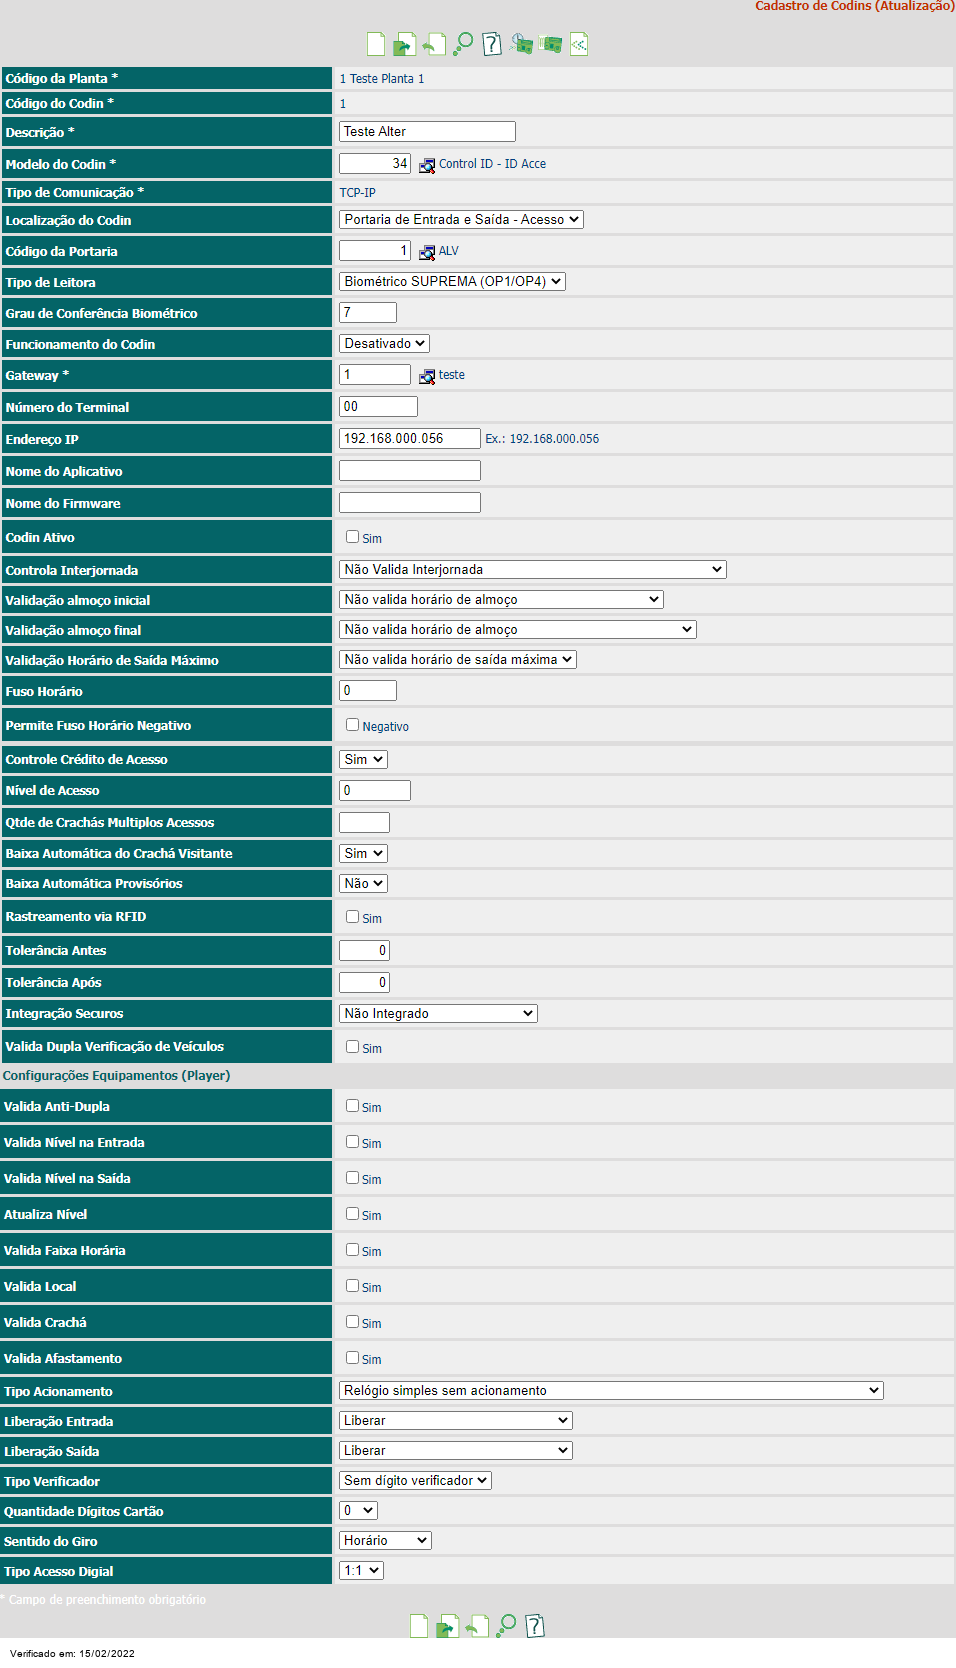 Cadastro de Codins (Atualização)
Código da Planta * 1 Teste Planta 1
Código do Codin * 1
Descrição * Teste Alter
Modelo do Codin * 34 Control ID - ID Acce
Tipo de Comunicação * TCP-IP
Localização do Codin Portaria de Entrada e Saída - Acesso
Código da Portaria 1 ALV
Tipo de Leitora Biométrico SUPREMA (OP1/OP4)
Grau de Conferência Biométrico 7
Funcionamento do Codin Desativado
Gateway * 1 teste
Número do Terminal 00
Endereço IP 192.168.000.056 Ex.: 192.168.000.056
Nome do Aplicativo
Nome do Firmware
Codin Ativo Sim
Controla Interjornada Não Valida Interjornada
Validação almoço inicial Não valida horário de almoço
Validação almoço final Não valida horário de almoço
Validação Horário de Saída Máximo Não valida horário de saída máxima
Fuso Horário 0
Permite Fuso Horário Negativo Negativo
Controle Crédito de Acesso Sim
Nível de Acesso 0
Qtde de Crachás Multiplos Acessos
Baixa Automática do Crachá Visitante Sim
Baixa Automática Provisórios Não
Rastreamento via RFID Sim
Tolerância Antes 0
Tolerância Após 0
Integração Securos Não Integrado
Valida Dupla Verificação de Veículos Sim
Configurações Equipamentos (Player)
Valida Anti-Dupla Sim
Valida Nível na Entrada Sim
Valida Nível na Saída Sim
Atualiza Nível Sim
Valida Faixa Horária Sim
Valida Local Sim
Valida Crachá Sim
Valida Afastamento Sim
Tipo Acionamento Relógio simples sem acionamento
Liberação Entrada Liberar
Liberação Saída Liberar
Tipo Verificador Sem dígito verificador
Quantidade Dígitos Cartão 0
Sentido do Giro Horário
Tipo Acesso Digial 1:1
* Campo de preenchimento obrigatório
Verificado em: 15/02/2022